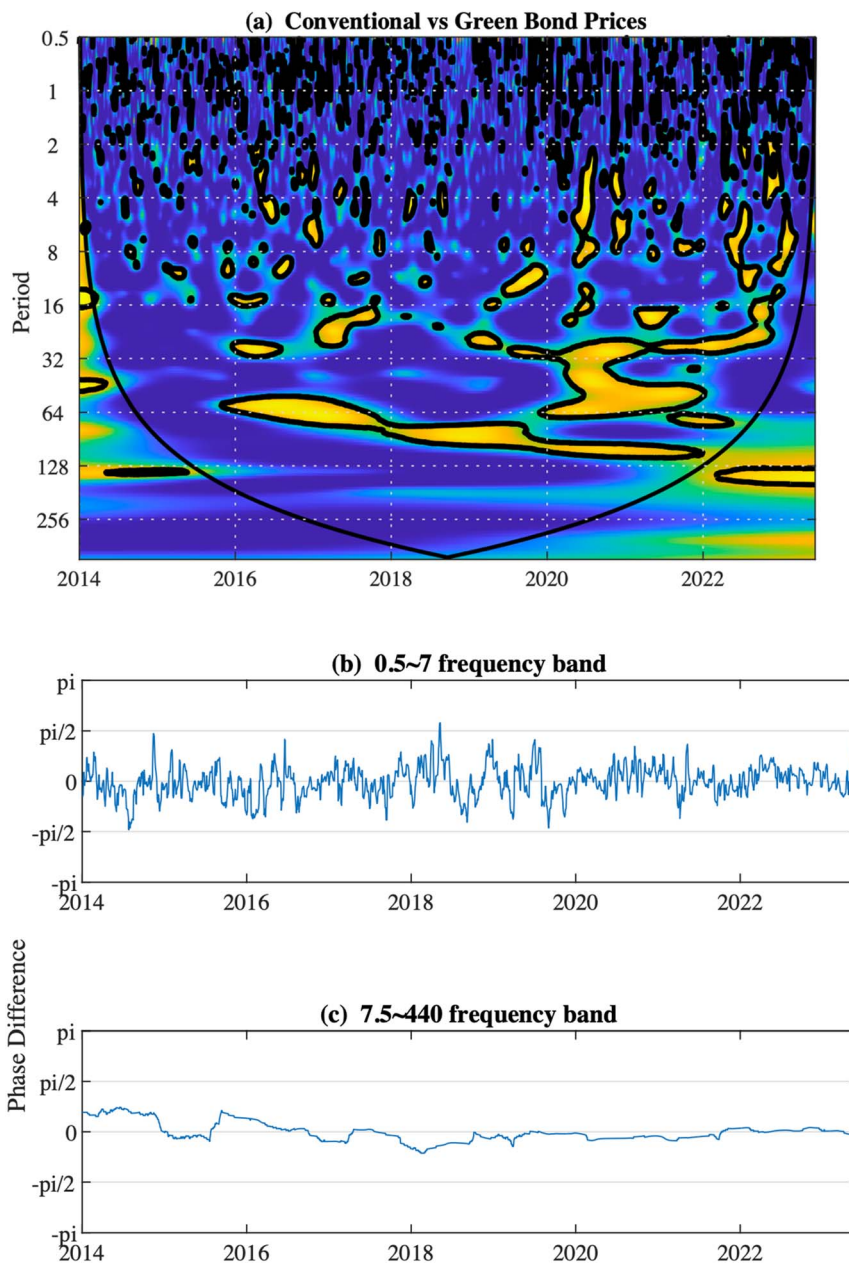 (a) Conventional vs Green Bond Prices
0.5
1
2
4
8
16
32
64
128
256
Period
2014 2016 2018 2020 2022
(b) 0.5~7 frequency band
pi
pi/2
0
-pi/2
-pi
2014 2016 2018 2020 2022
Phase Difference
(c) 7.5~440 frequency band
pi
pi/2
0
-pi/2
-pi
2014 2016 2018 2020 2022